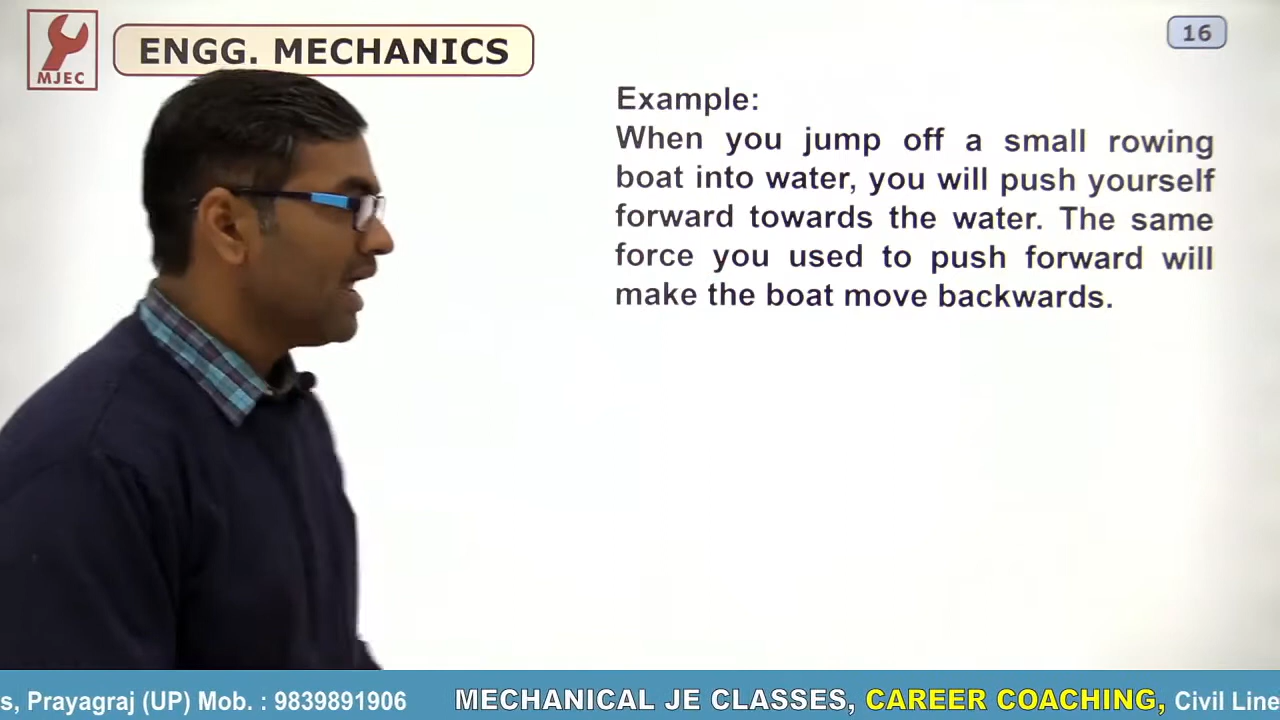 MJEC
ENGG. MECHANICS
16
Example:
When you jump off a small rowing
boat into water, you will push yourself
forward towards the water. The same
force you used to push forward will
make the boat move backwards.
s, Prayagraj (UP) Mob. : 9839891906 MECHANICAL JE CLASSES, CAREER COACHING, Civil Line